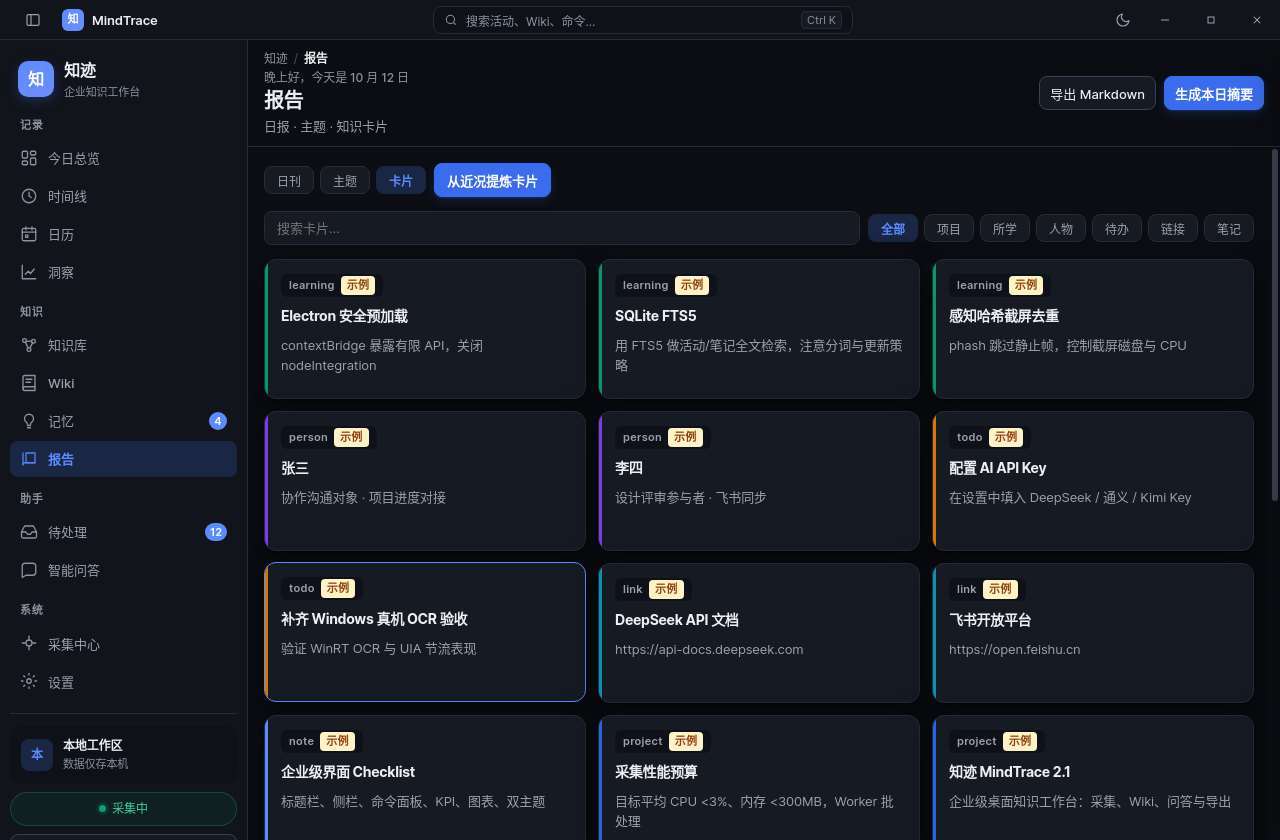 知 MindTrace
搜索活动、Wiki、命令... Ctrl K
知
知迹
企业知识工作台
记录
今日总览
时间线
日历
洞察
知识
知识库
Wiki
记忆 4
报告
助手
待处理 12
智能问答
系统
采集中心
设置
本
本地工作区
数据仅存本机
采集中
知迹 / 报告
晚上好，今天是 10 月 12 日
报告
日报 · 主题 · 知识卡片
导出 Markdown 生成本日摘要
日刊 主题 卡片 从近况提炼卡片
搜索卡片... 全部 项目 所学 人物 待办 链接 笔记
learning 示例
Electron 安全预加载
contextBridge 暴露有限 API，关闭
nodeIntegration
learning 示例
SQLite FTS5
用 FTS5 做活动/笔记全文检索，注意分词与更新策
略
learning 示例
感知哈希截屏去重
phash 跳过静止帧，控制截屏磁盘与 CPU
person 示例
张三
协作沟通对象 · 项目进度对接
person 示例
李四
设计评审参与者 · 飞书同步
todo 示例
配置 AI API Key
在设置中填入 DeepSeek / 通义 / Kimi Key
todo 示例
补齐 Windows 真机 OCR 验收
验证 WinRT OCR 与 UIA 节流表现
link 示例
DeepSeek API 文档
https://api-docs.deepseek.com
link 示例
飞书开放平台
https://open.feishu.cn
note 示例
企业级界面 Checklist
标题栏、侧栏、命令面板、KPI、图表、双主题
project 示例
采集性能预算
目标平均 CPU <3%、内存 <300MB，Worker 批
处理
project 示例
知迹 MindTrace 2.1
企业级桌面知识工作台：采集、Wiki、问答与导出